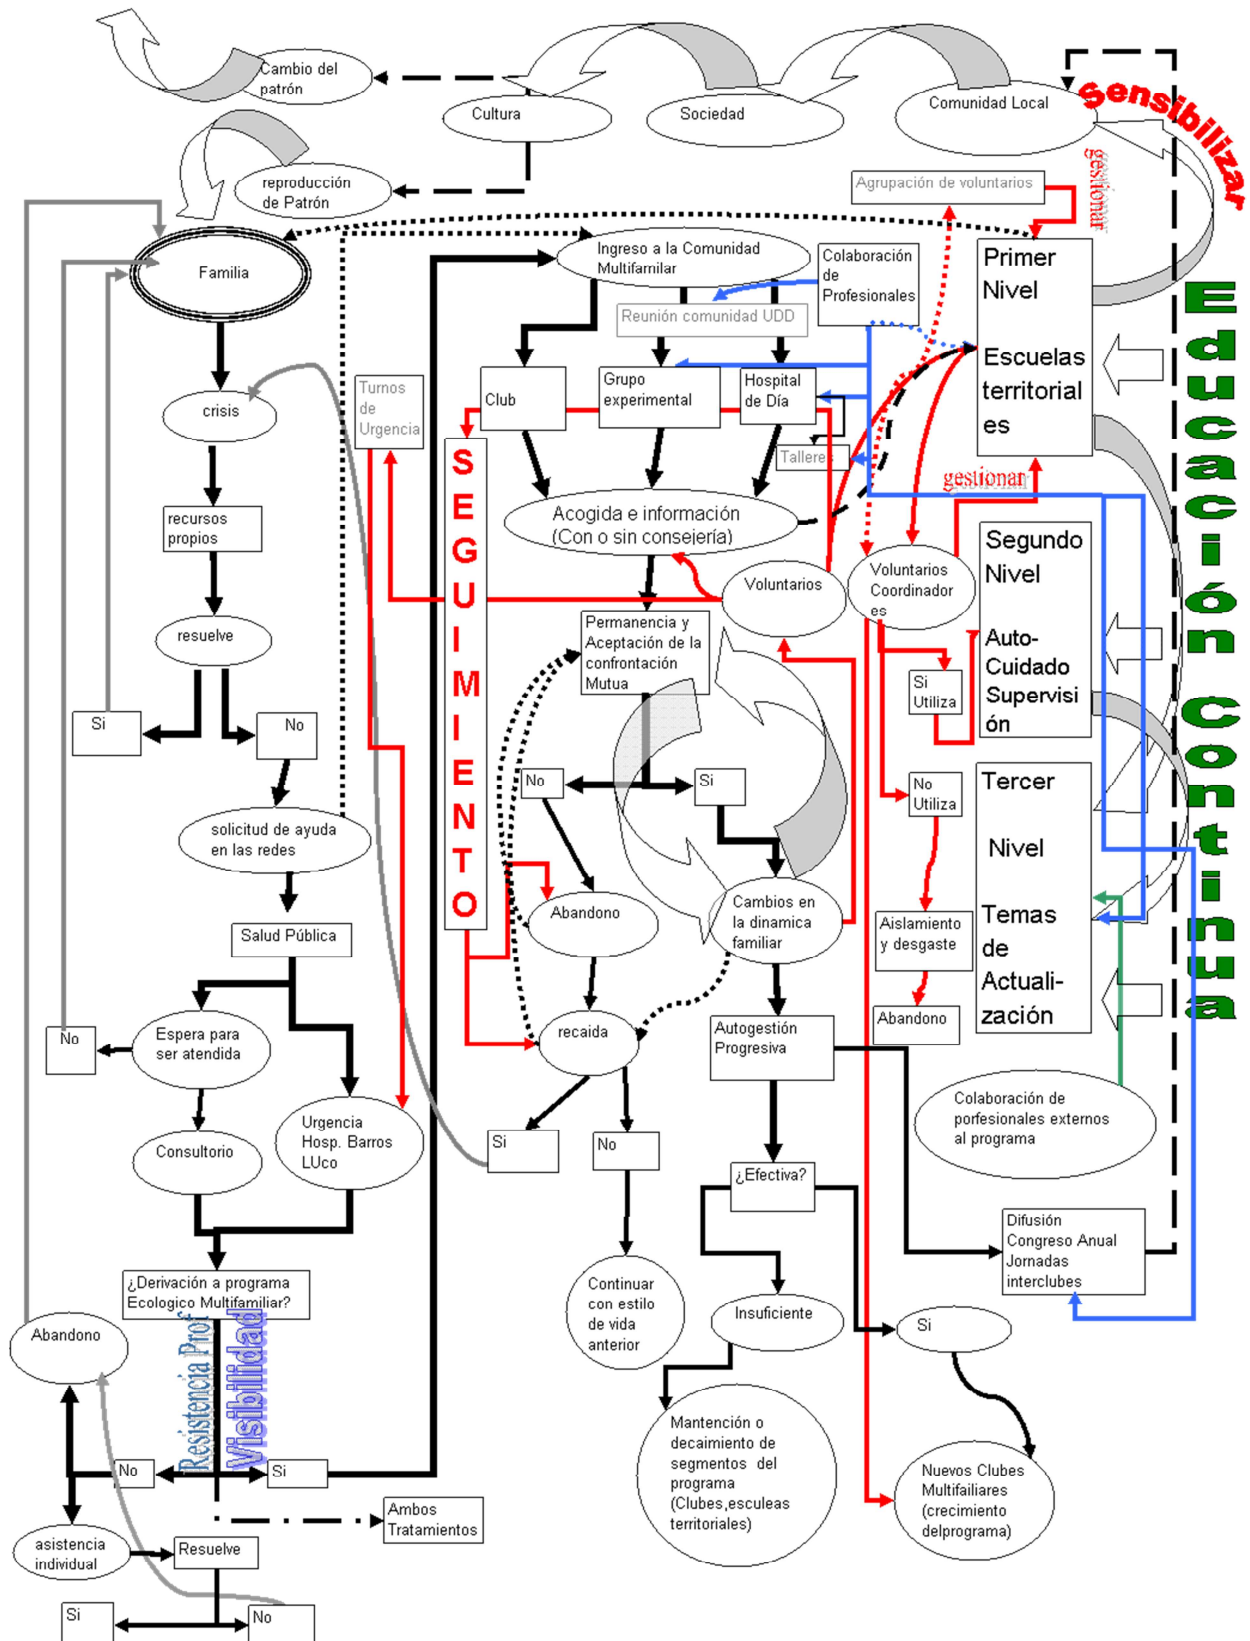 Cambio del
patrón
Cultura
Sociedad
Comunidad Local
Sensibilizar
reproducción
de Patrón
Agrupación de voluntarios
gestionar
Familia
Ingreso a la Comunidad
Multifamilar
Colaboración
de
Profesionales
Primer
Nivel
Escuelas
territorial
es
Reunión comunidad UDD
Educación Continua
crisis
Turnos
de
Urgencia
Club
Grupo
experimental
Hospital
de Día
Talleres
SEGUIMIENTO
gestionar
recursos
propios
Acogida e información
(Con o sin consejería)
Segundo
Nivel
Auto-
Cuidado
Supervisi
ón
Voluntarios
Voluntarios
Coordinador
es
resuelve
Permanencia y
Aceptación de la
confrontación
Mutua
Si
Utiliza
Si
No
No
Si
No
Utiliza
Tercer
Nivel
Temas
de
Actuali-
zación
solicitud de ayuda
en las redes
Abandono
Cambios en
la dinamica
familiar
Aislamiento
y desgaste
Salud Pública
Abandono
No
Espera para
ser atendida
recaida
Autogestión
Progresiva
Colaboración de
porfesionales externos
al programa
Urgencia
Hosp. Barros
LUco
Consultorio
Si
No
¿Efectiva?
Difusión
Congreso Anual
Jornadas
interclubes
¿Derivación a programa
Ecologico Multifamiliar?
Continuar
con estilo
de vida
anterior
Insuficiente
Si
Abandono
Resistencia Prof
Visibilidad
Mantención o
decaimiento de
segmentos del
programa
(Clubes,esculeas
territoriales)
Nuevos Clubes
Multifailiares
(crecimiento
delprograma)
No
Si
Ambos
Tratamientos
asistencia
individual
Resuelve
Si
No